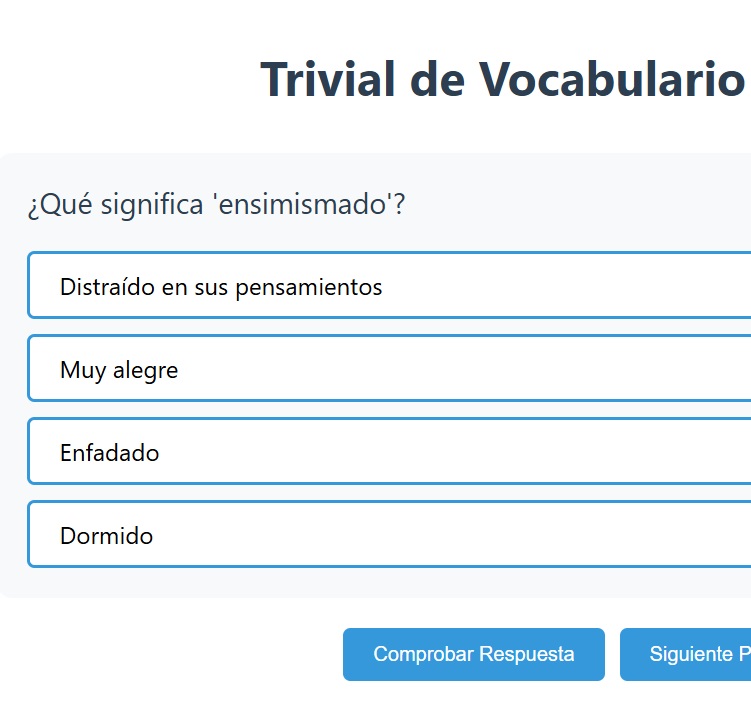 Trivial de Vocabulario
¿Qué significa 'ensimismado'?
Distraído en sus pensamientos
Muy alegre
Enfadado
Dormido
Comprobar Respuesta
Siguiente P